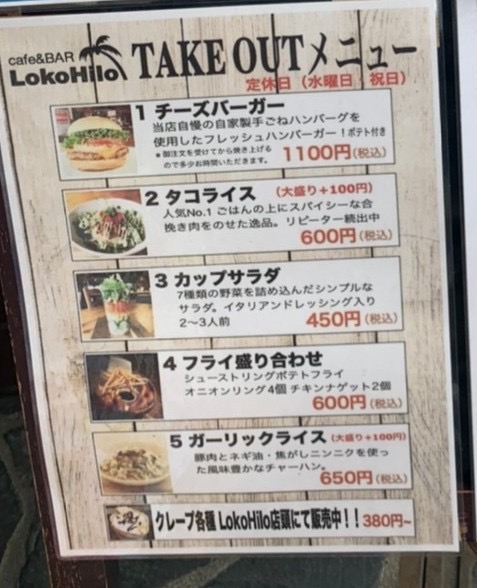 cafe&BAR
LokoHilo
TAKE OUTメニュー
定休日(水曜日・祝日)
1 チーズバーガー
当店自慢の自家製手ごねハンバーグを
使用したフレッシュハンバーガー!ポテト付き
*御注文を受けてから焼き上げる
ので多少お時間いただきます。
1100円(税込)
2 タコライス (大盛り+100円)
人気No.1 ごはんの上にスパイシーな合
挽き肉をのせた逸品。リピーター続出中
600円(税込)
3 カップサラダ
7種類の野菜を詰め込んだシンプルな
サラダ。イタリアンドレッシング入り
2〜3人前
450円(税込)
4 フライ盛り合わせ
シューストリングポテトフライ
オニオンリング4個 チキンナゲット2個
600円(税込)
5 ガーリックライス (大盛り+100円)
豚肉とネギ油・焦がしニンニクを使っ
た風味豊かなチャーハン。
650円(税込)
クレープ各種 LokoHilo店頭にて販売中!! 380円~